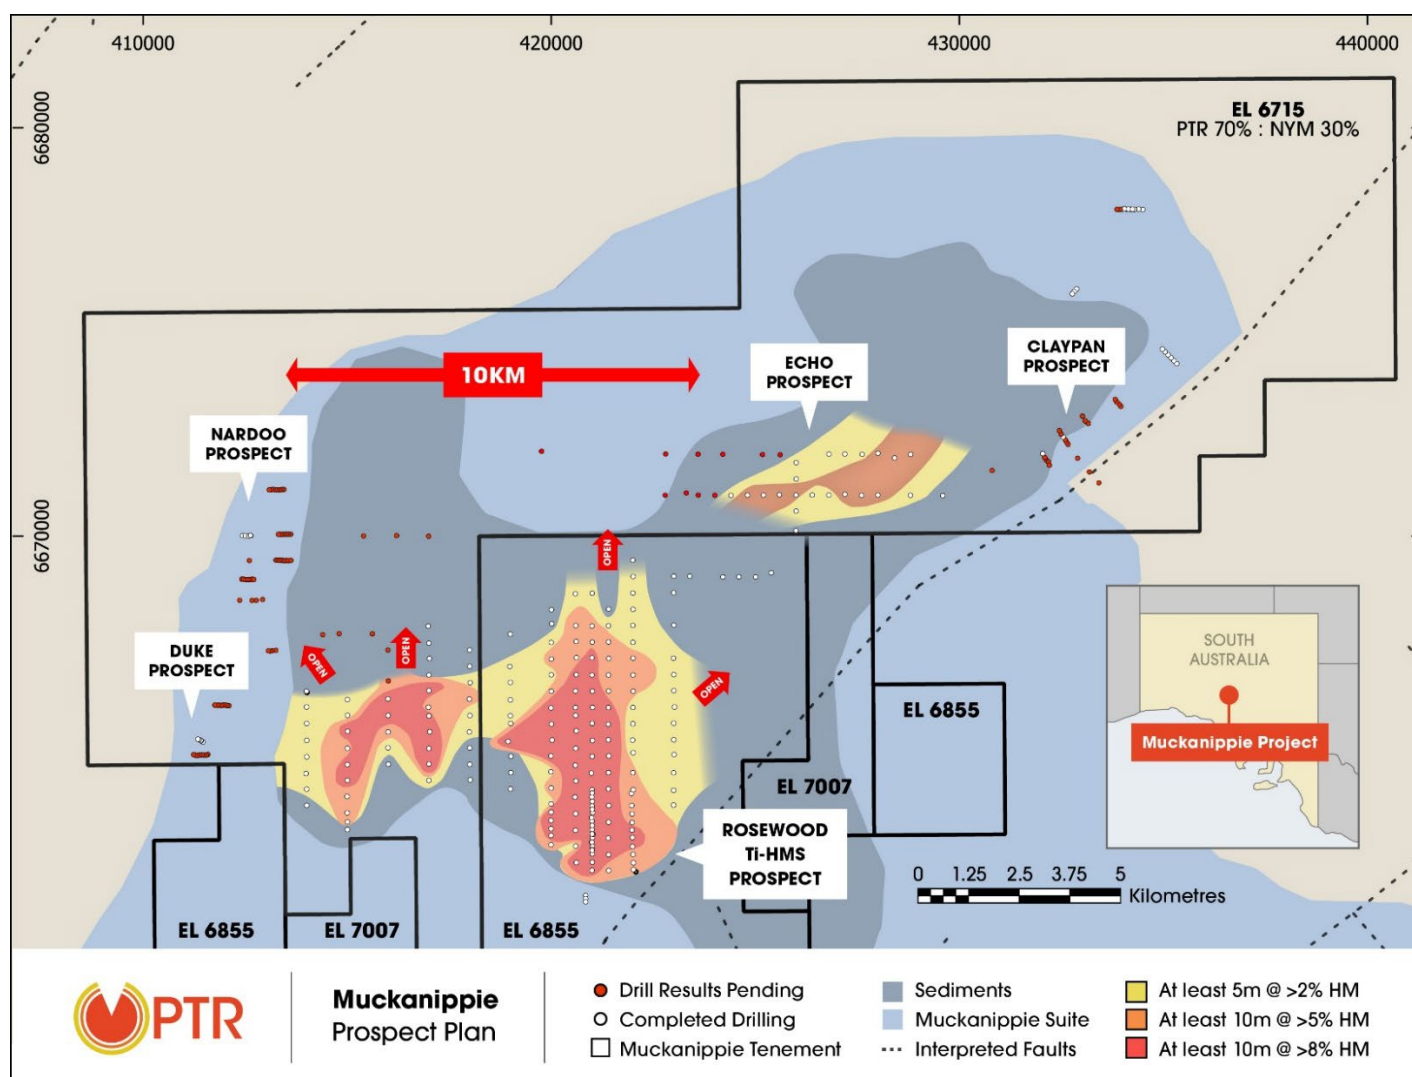 410000
420000
430000
440000
6680000
6670000
EL 6715
PTR 70% : NYM 30%
10KM
ECHO
PROSPECT
CLAYPAN
PROSPECT
NARDOO
PROSPECT
OPEN
DUKE
PROSPECT
OPEN
OPEN
OPEN
SOUTH
AUSTRALIA
Muckanippie Project
EL 6855
EL 7007
ROSEWOOD
Ti-HMS
PROSPECT
0 1.25 2.5 3.75 5
Kilometres
EL 6855
EL 7007
EL 6855
PTR
Muckanippie
Prospect Plan
Drill Results Pending
Completed Drilling
Muckanippie Tenement
Sediments
Muckanippie Suite
Interpreted Faults
At least 5m @ >2% HM
At least 10m @ >5% HM
At least 10m @ >8% HM